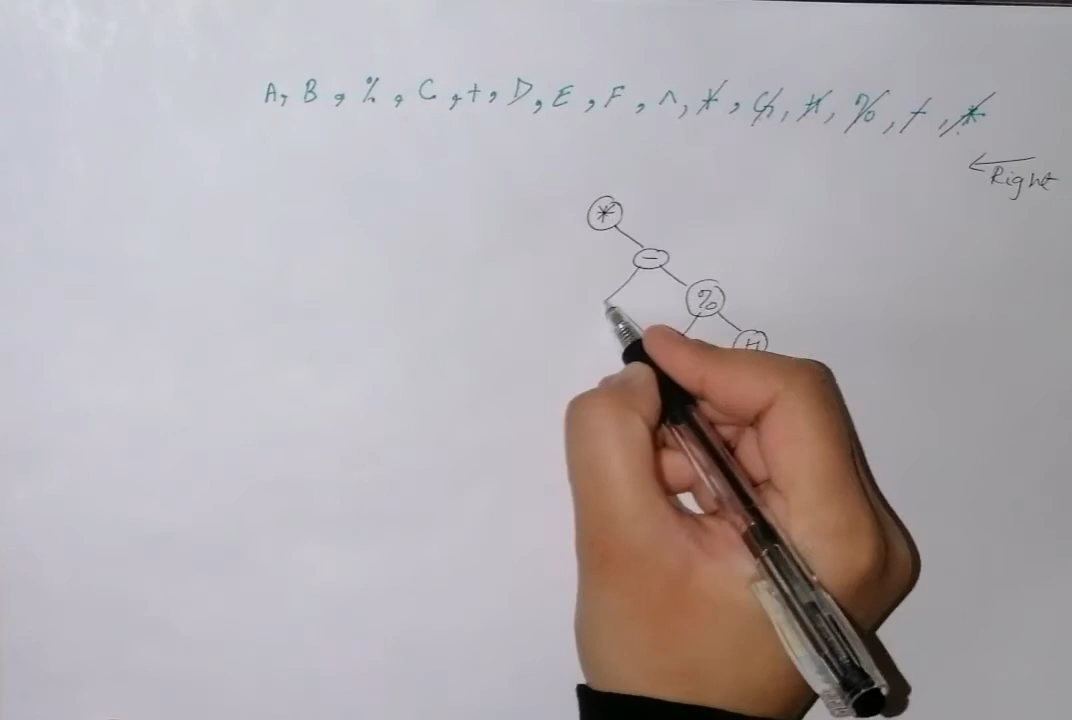 A, B, %, C, +, D, E, F, ^, *, G, H, %, -, *
← Right
*
-
%
H